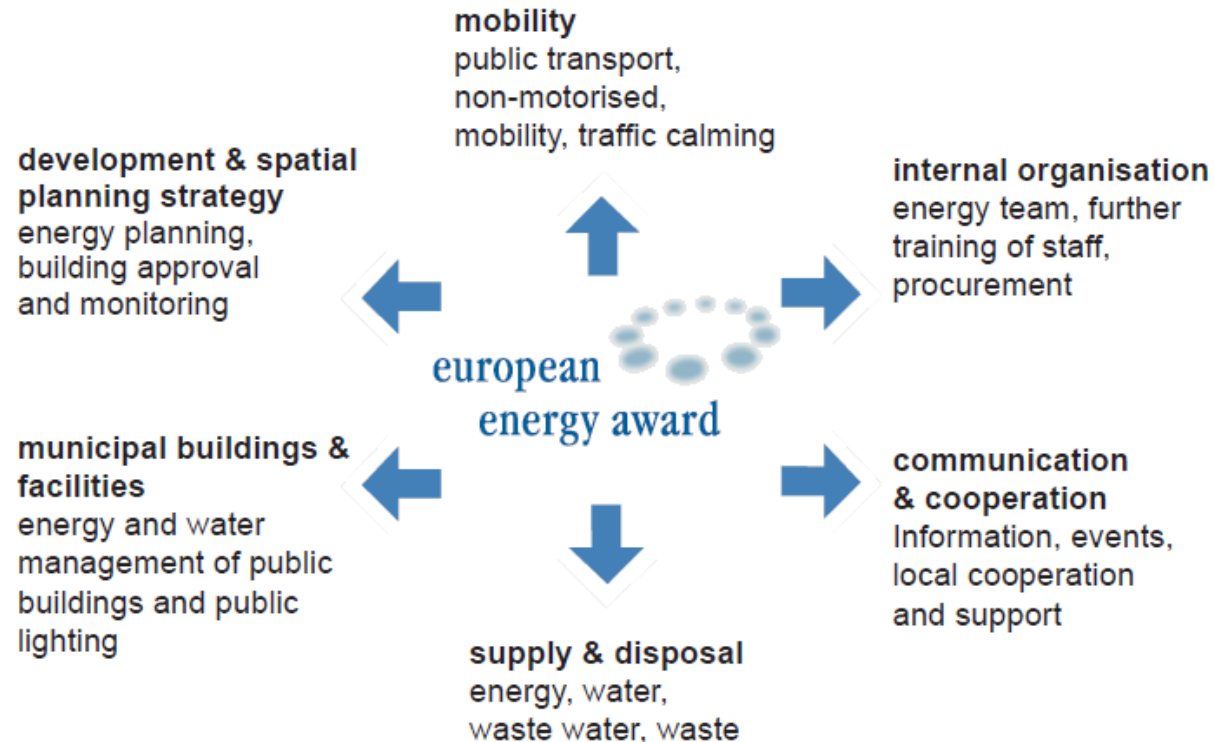 mobility
public transport,
non-motorised,
mobility, traffic calming
development & spatial
planning strategy
energy planning,
building approval
and monitoring
internal organisation
energy team, further
training of staff,
procurement
european
energy award
municipal buildings &
facilities
energy and water
management of public
buildings and public
lighting
communication
& cooperation
Information, events,
local cooperation
and support
supply & disposal
energy, water,
waste water, waste